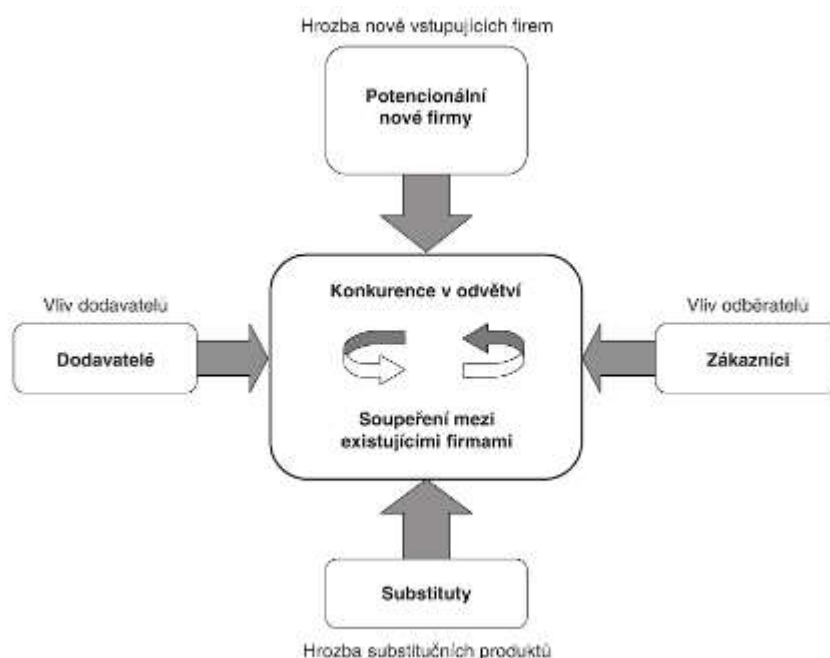 Hrozba nově vstupujících firem
Potencionální
nové firmy
Konkurence v odvětví
Vliv dodavatelů
Dodavatelé
Vliv odběratelů
Zákazníci
Soupeření mezi
existujícími firmami
Substituty
Hrozba substitučních produktů